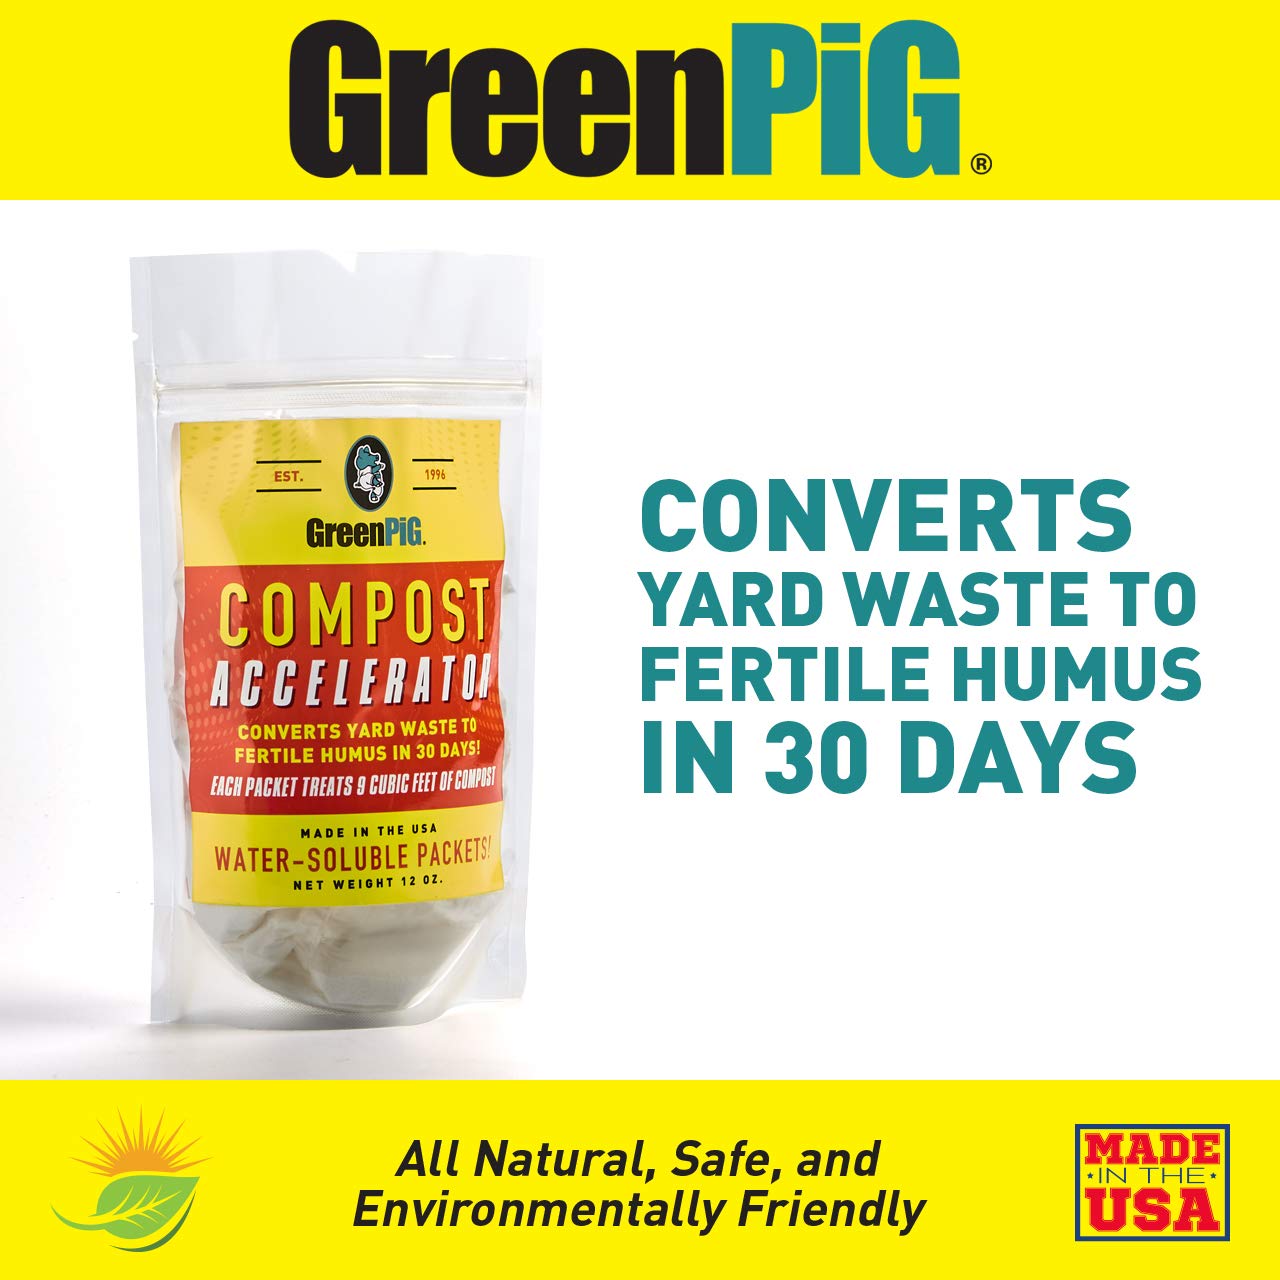 GreenPiG®
EST.
1996
GreenPiG.
COMPOST
ACCELERATOR
CONVERTS YARD WASTE TO
FERTILE HUMUS IN 30 DAYS!
EACH PACKET TREATS 9 CUBIC FEET OF COMPOST
MADE IN THE USA
WATER-SOLUBLE PACKETS!
NET WEIGHT 12 OZ.
CONVERTS
YARD WASTE TO
FERTILE HUMUS
IN 30 DAYS
All Natural, Safe, and
Environmentally Friendly
MADE
IN THE
USA